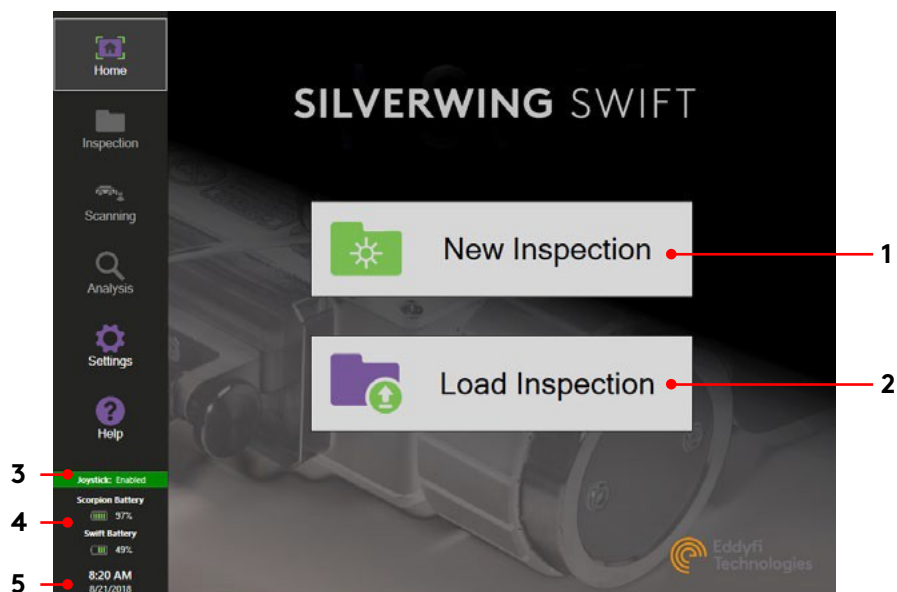 Home
Inspection
Scanning
Analysis
Settings
Help
Joystick: Enabled
Scorpion Battery
97%
Swift Battery
49%
8:20 AM
8/21/2018
SILVERWING SWIFT
New Inspection
Load Inspection
Eddyfi
Technologies
1
2
3
4
5